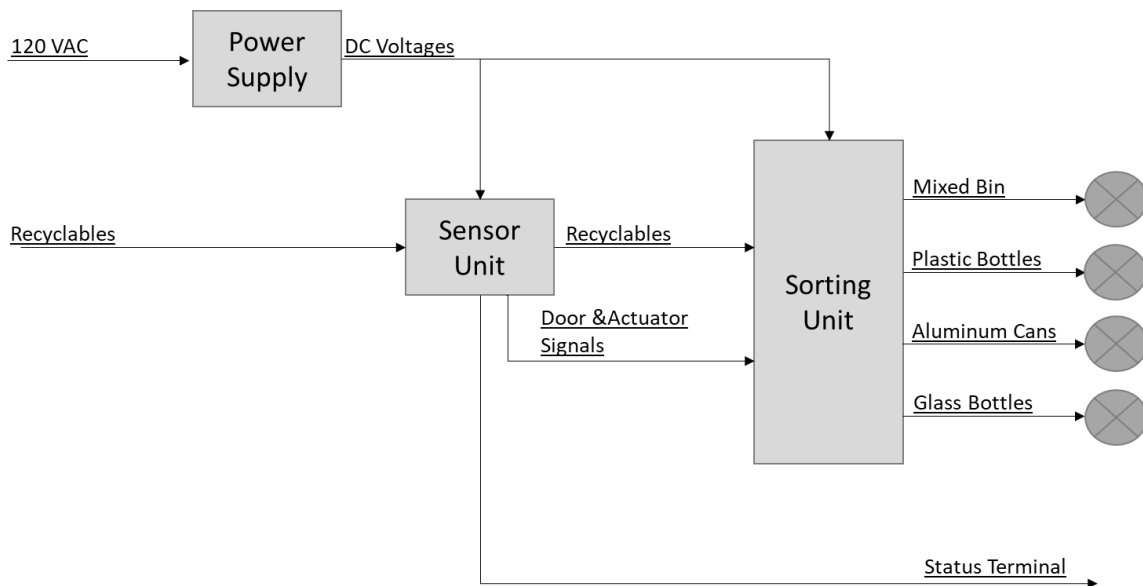 120 VAC
Power
Supply
DC Voltages
Recyclables
Sensor
Unit
Recyclables
Door &Actuator
Signals
Sorting
Unit
Mixed Bin
Plastic Bottles
Aluminum Cans
Glass Bottles
Status Terminal